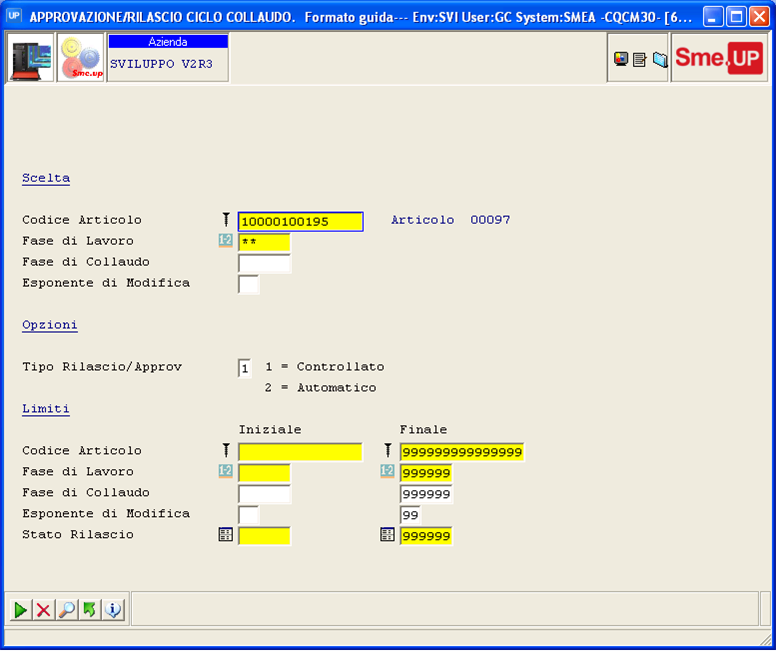 UP APPROVAZIONE/RILASCIO CICLO COLLAUDO. Formato guida--- Env:SVI User:GC System:SMEA -CQCM30- [6...
Sme.up
Azienda
SVILUPPO V2R3
Sme.UP
Scelta
Codice Articolo 10000100195 Articolo 00097
Fase di Lavoro **
Fase di Collaudo
Esponente di Modifica
Opzioni
Tipo Rilascio/Approv 1 1 = Controllato
2 = Automatico
Limiti
Iniziale Finale
Codice Articolo 999999999999999
Fase di Lavoro 999999
Fase di Collaudo 999999
Esponente di Modifica 99
Stato Rilascio 999999